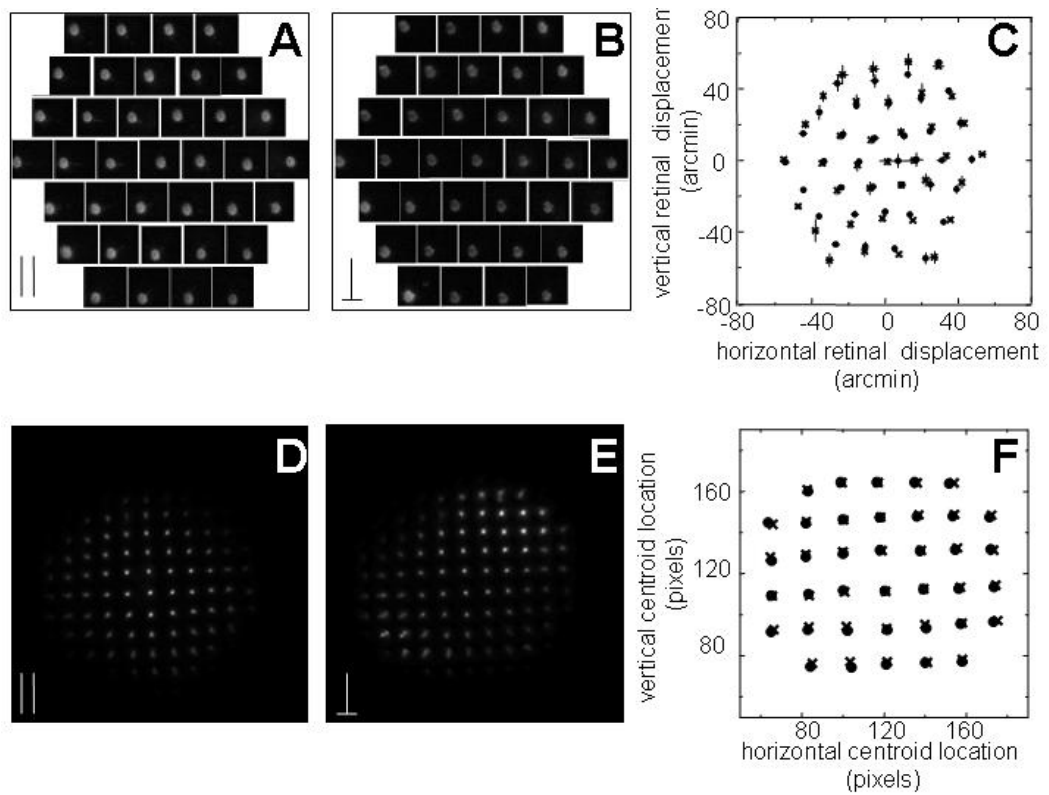 A
B
C
80
40
0
-40
-80
-80 -40 0 40 80
vertical retinal displacement
(arcmin)
horizontal retinal displacement
(arcmin)
D
E
F
160
120
80
80 120 160
vertical centroid location
(pixels)
horizontal centroid location
(pixels)